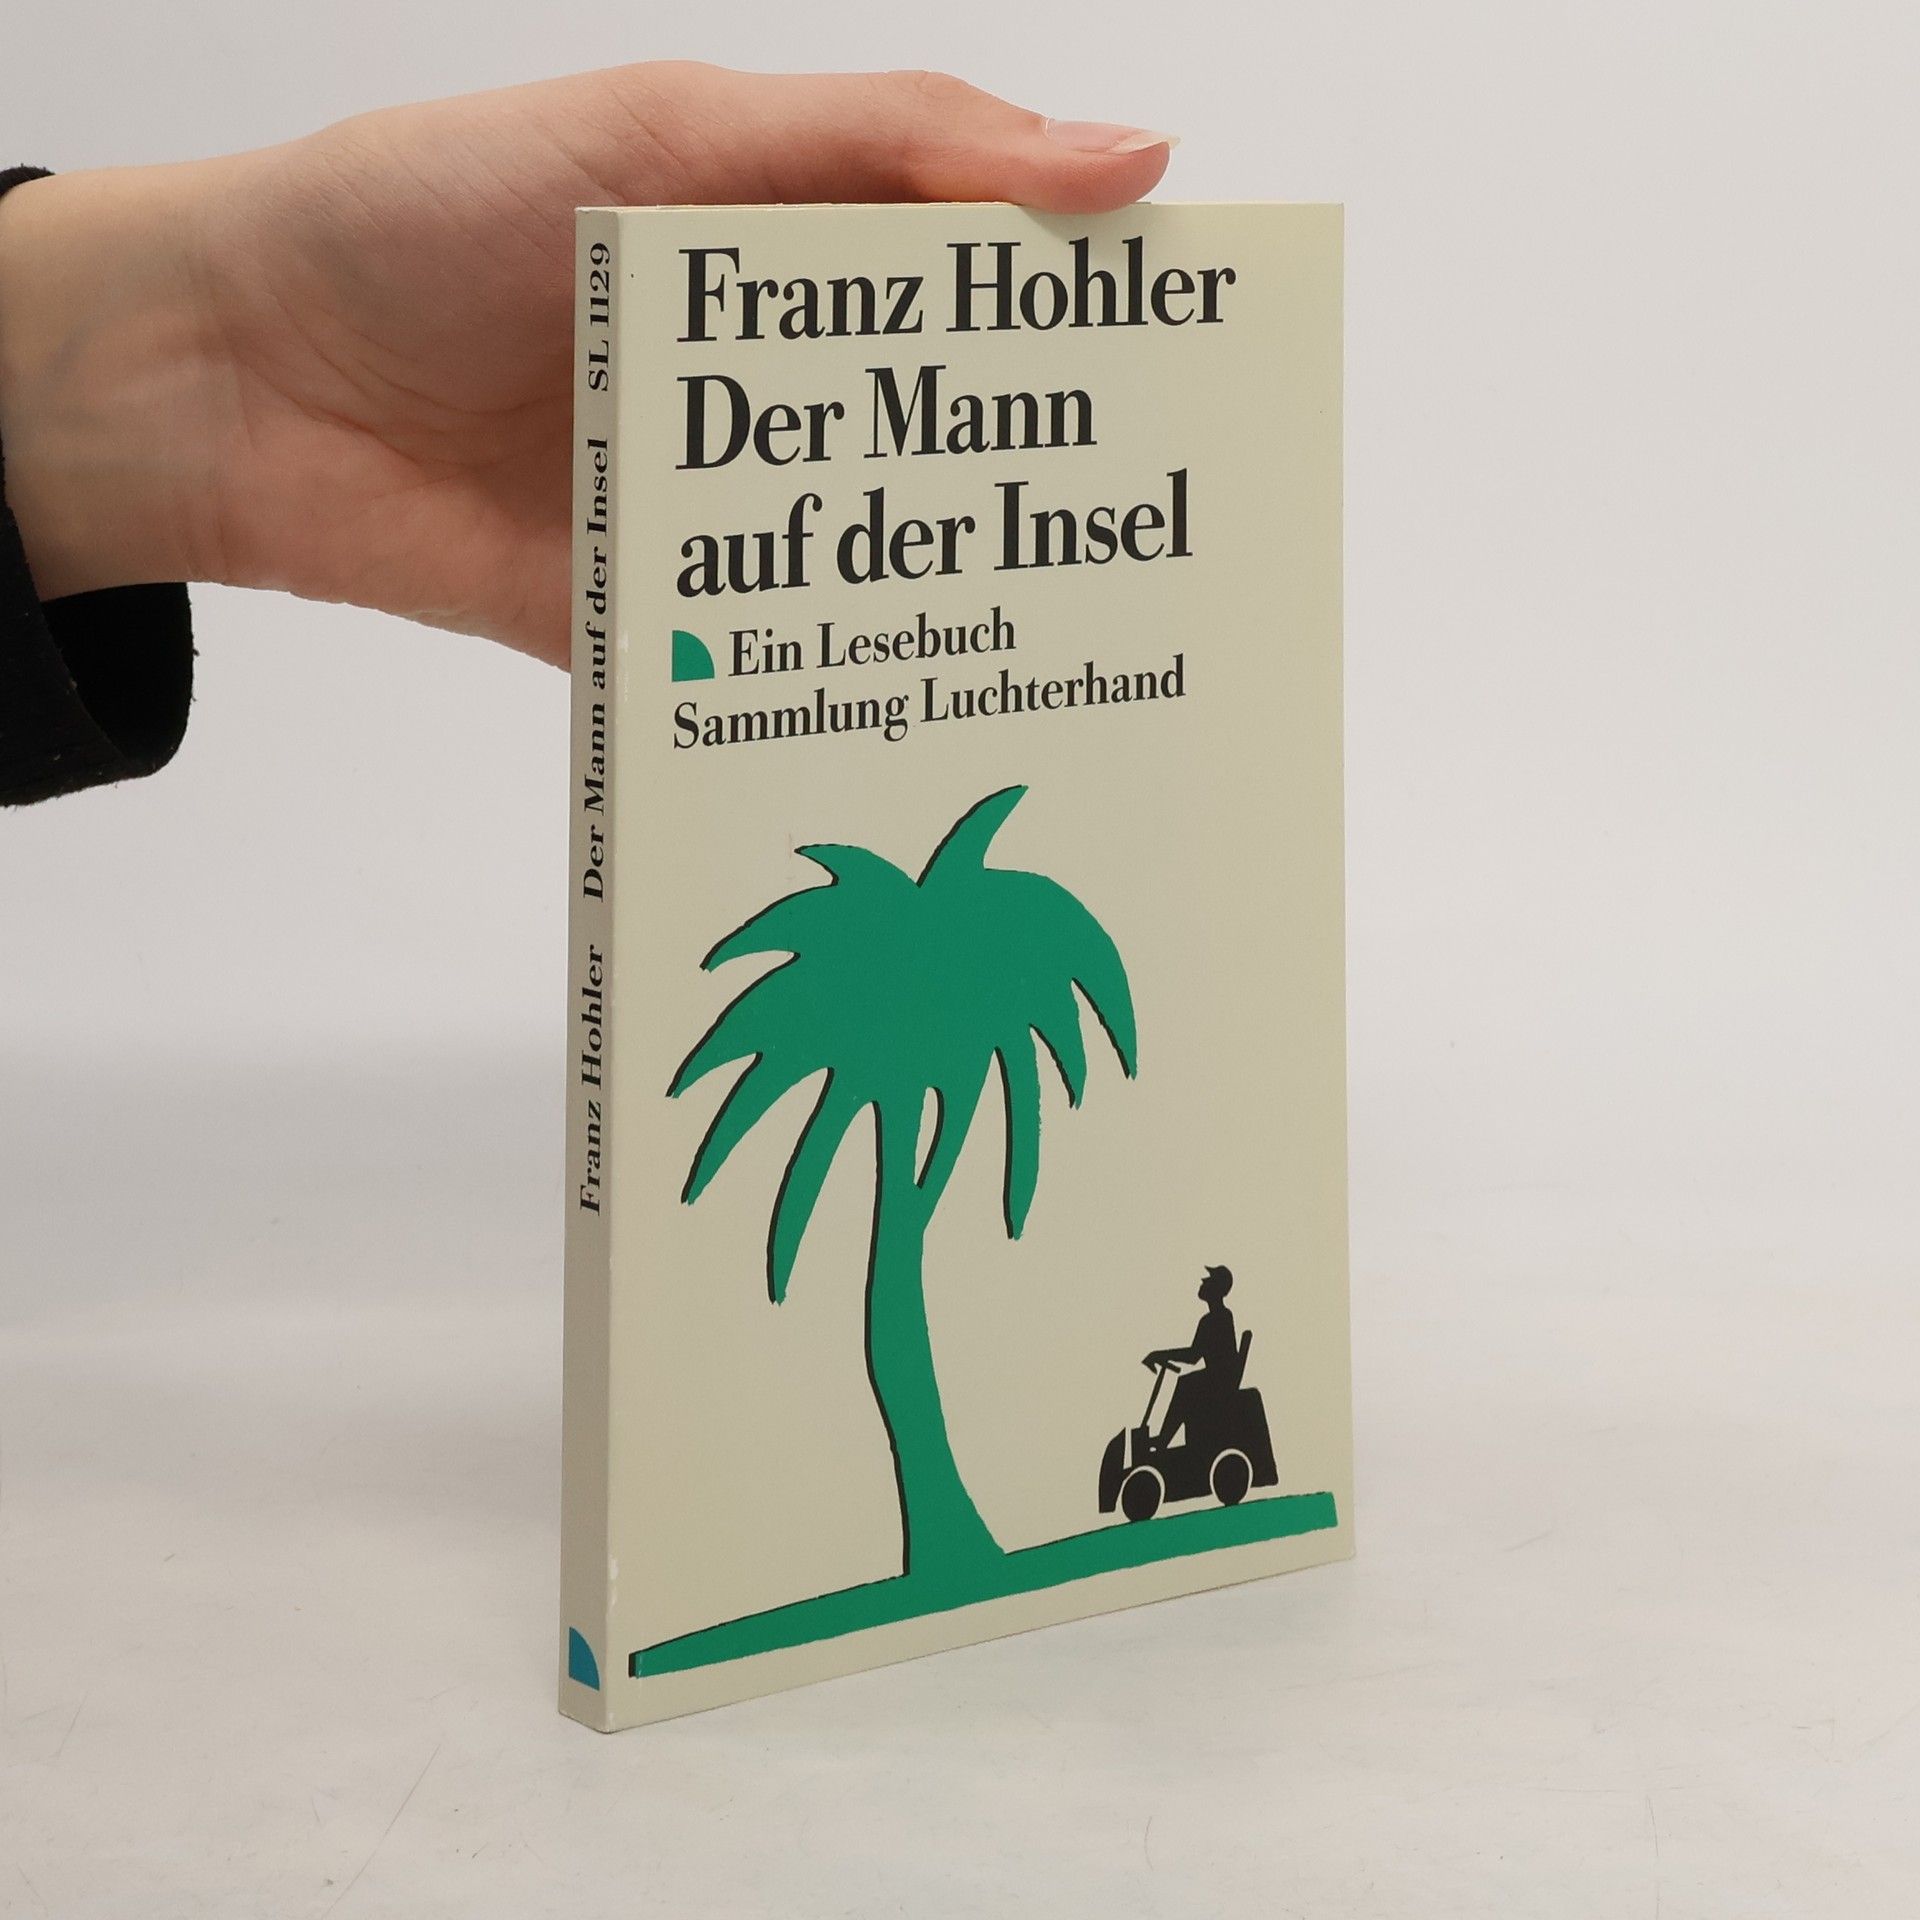 Franz Hohler
Der Mann
auf der Insel
Ein Lesebuch
Sammlung Luchterhand
Franz Hohler Der Mann auf der Insel SL 1129